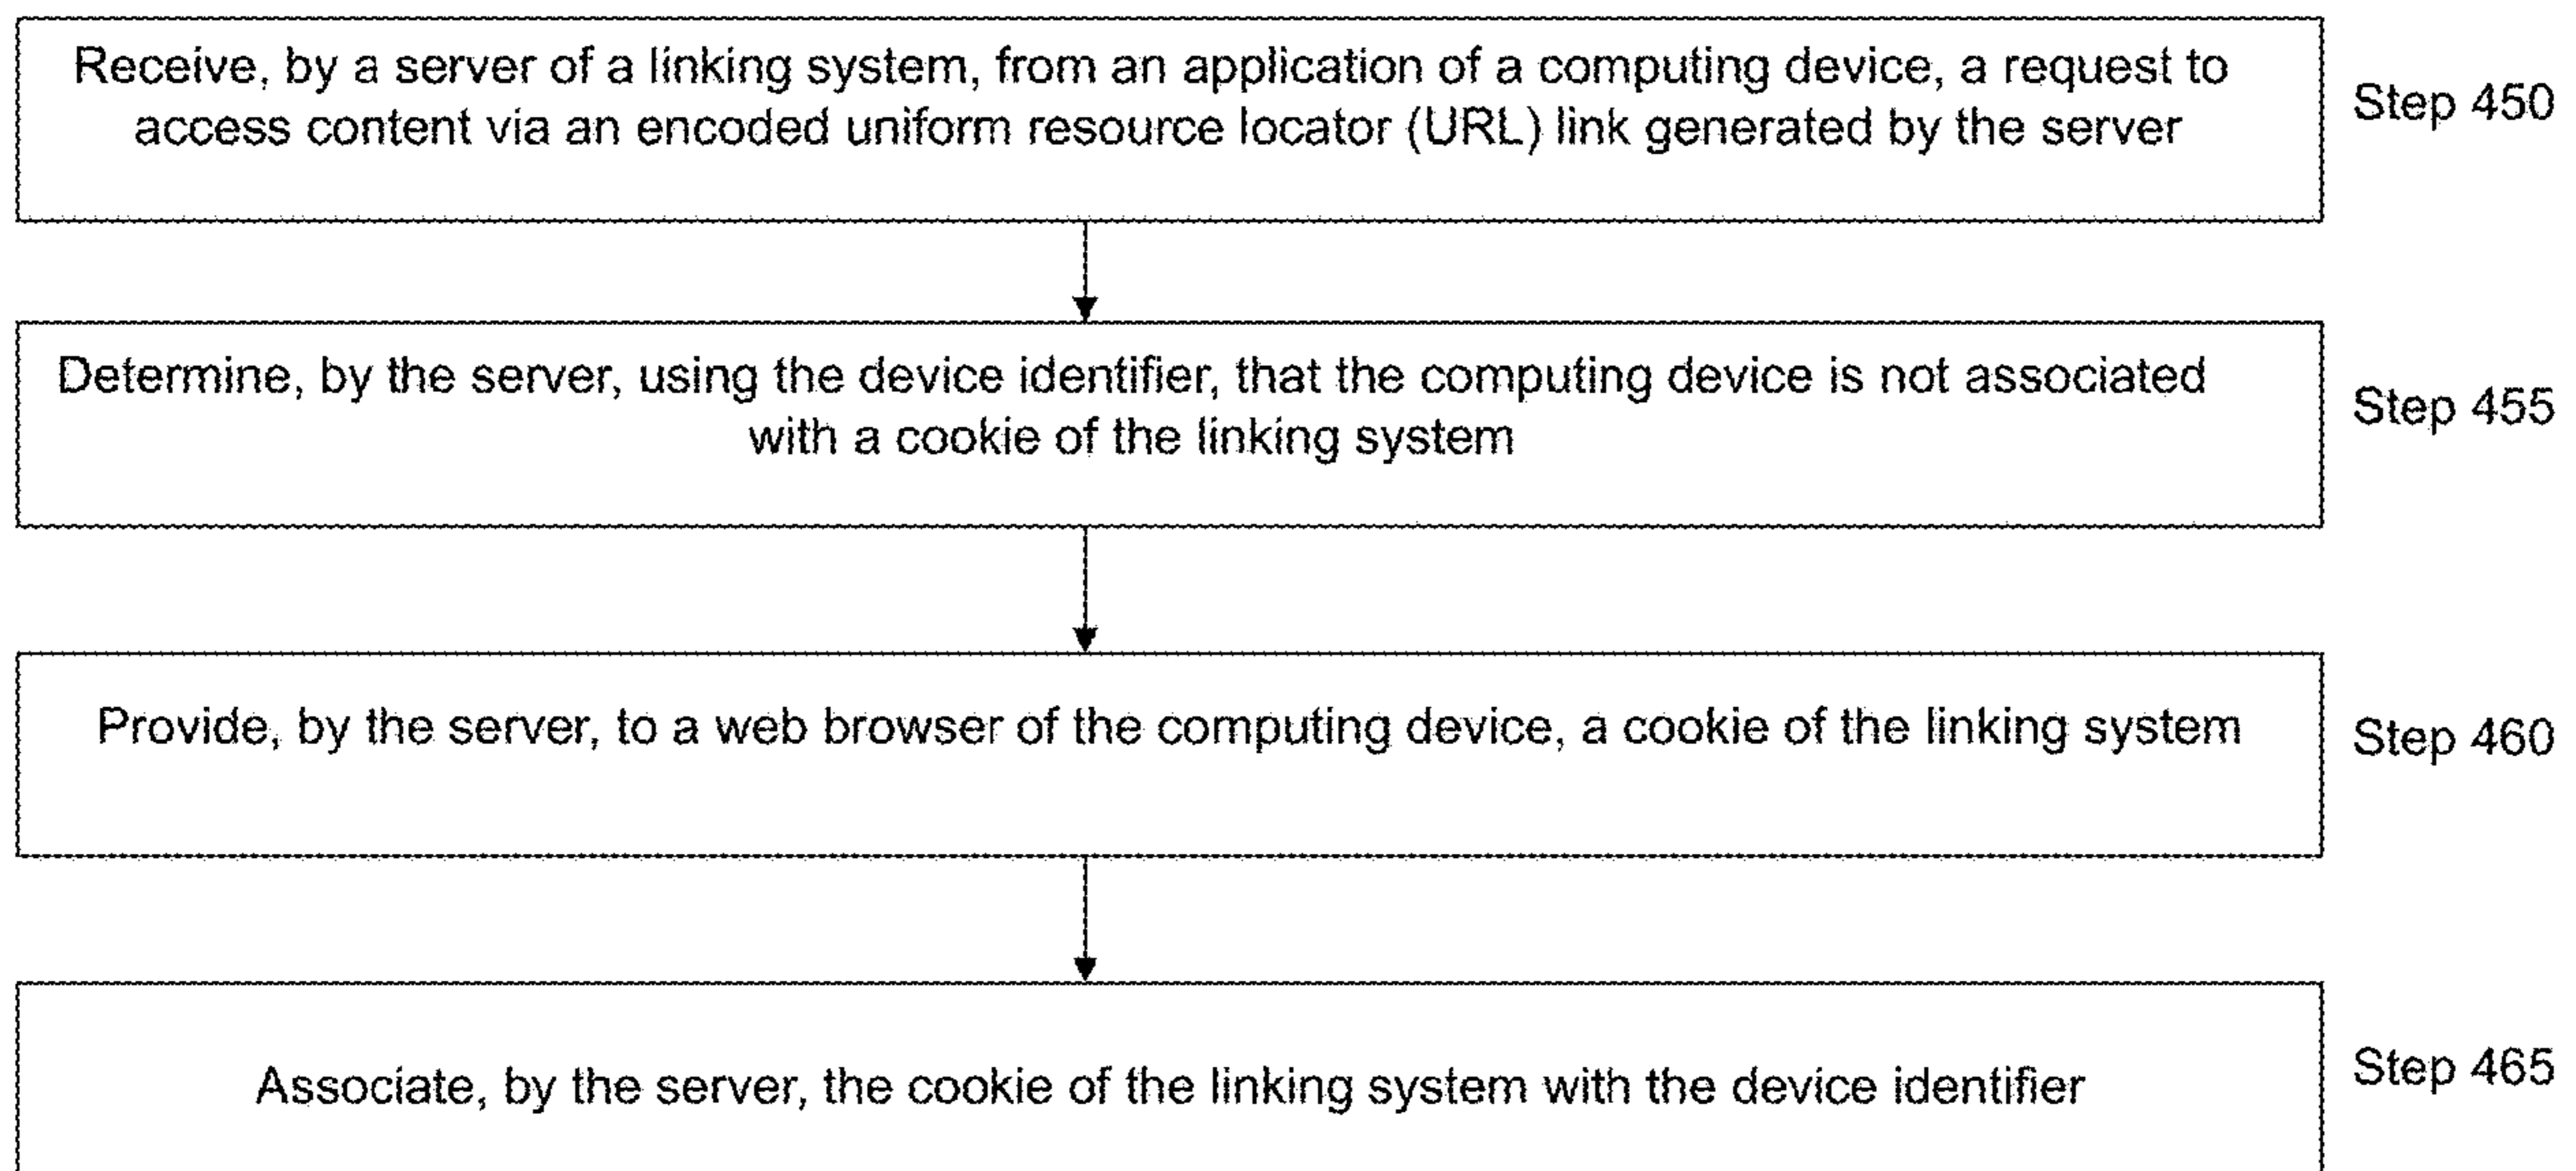 Receive, by a server of a linking system, from an application of a computing device, a request to
access content via an encoded uniform resource locator (URL) link generated by the server
Step 450
Determine, by the server, using the device identifier, that the computing device is not associated
with a cookie of the linking system
Step 455
Provide, by the server, to a web browser of the computing device, a cookie of the linking system
Step 460
Associate, by the server, the cookie of the linking system with the device identifier
Step 465